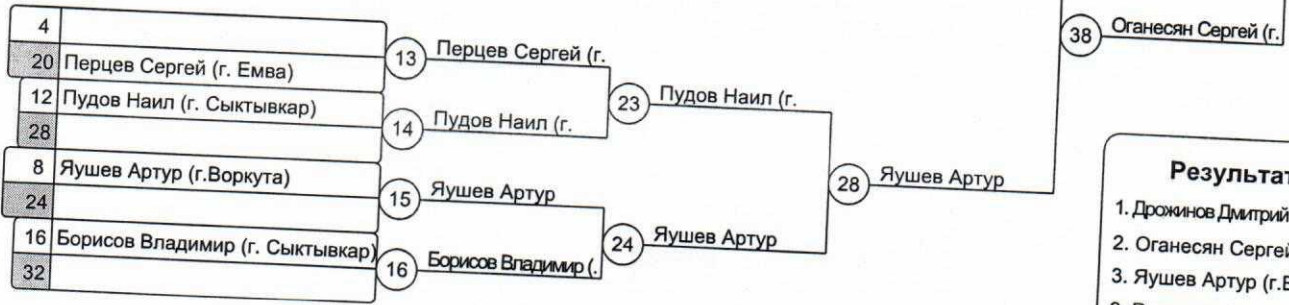 4
20 Перцев Сергей (г. Емва)
12 Пудов Наил (г. Сыктывкар)
28
8 Яушев Артур (г.Воркута)
24
16 Борисов Владимир (г. Сыктывкар)
32
13 Перцев Сергей (г.
14 Пудов Наил (г.
15 Яушев Артур
16 Борисов Владимир (.
23 Пудов Наил (г.
24 Яушев Артур
28 Яушев Артур
38 Оганесян Сергей (г.
Результат
1. Дрожинов Дмитрий
2. Оганесян Сергей
3. Яушев Артур (г.В